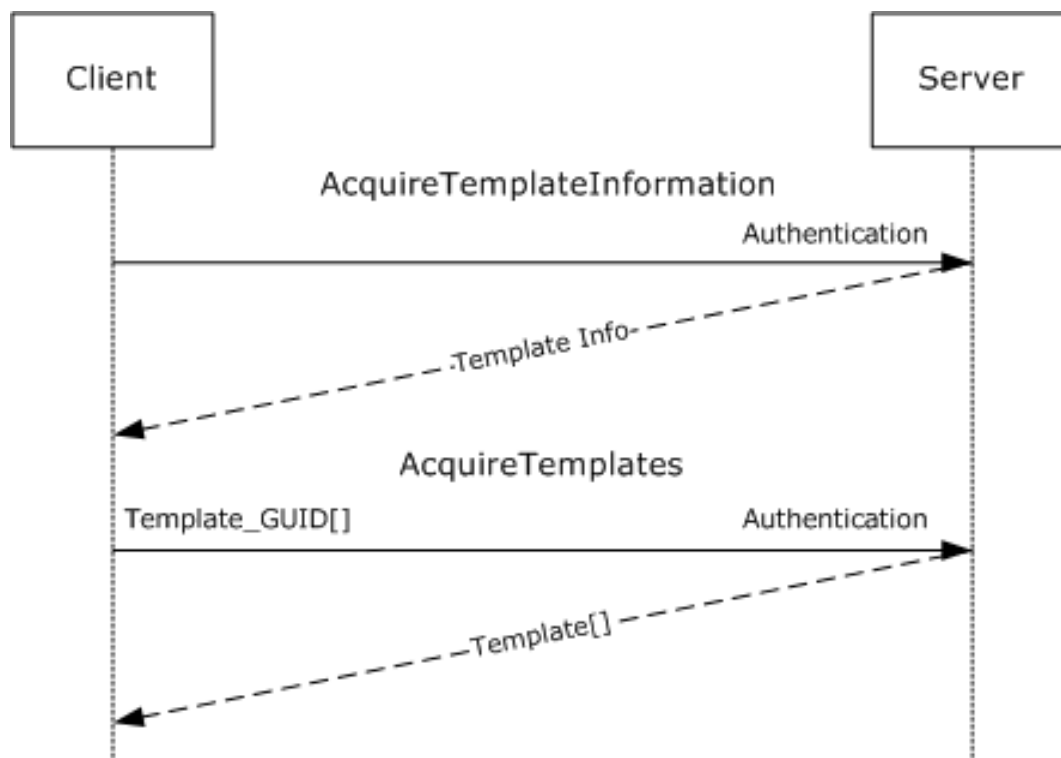 Client
Server
AcquireTemplateInformation
Authentication
Template Info
AcquireTemplates
Template_GUID[]
Authentication
Template[]